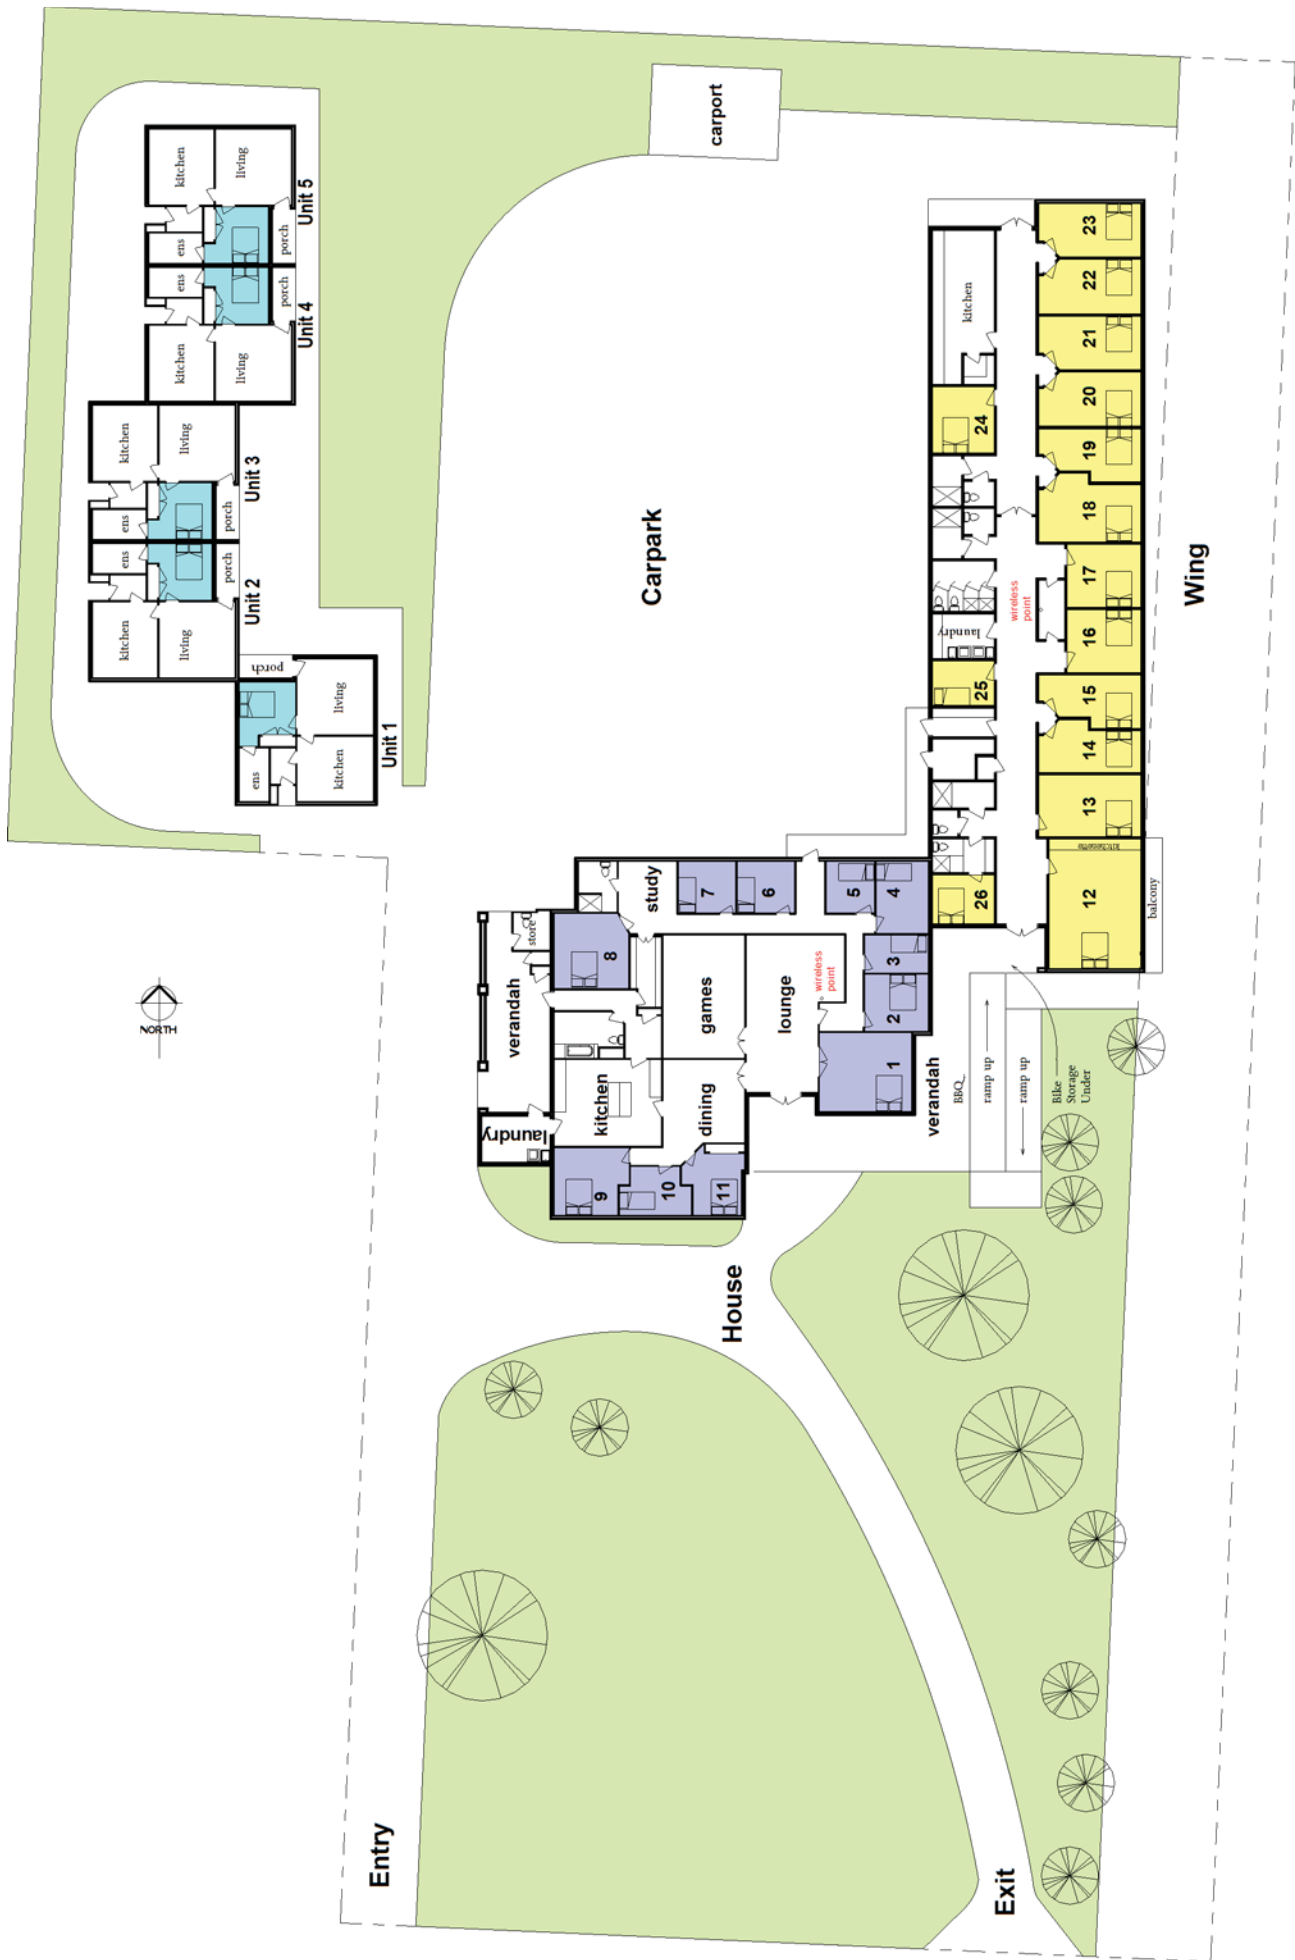 carport
kitchen
living
Unit 5
ens
porch
ens
porch
Unit 4
kitchen
living
kitchen
living
Unit 3
ens
porch
ens
porch
Unit 2
kitchen
living
porch
living
Unit 1
ens
kitchen
Carpark
NORTH
kitchen
23
22
21
20
19
18
17
16
15
14
13
12
24
25
26
wireless
point
laundry
kitchenette
balcony
Wing
study
7
6
5
4
3
2
1
8
store
verandah
games
lounge
wireless
point
kitchen
dining
laundry
9
10
11
verandah
BBQ
ramp up
ramp up
Bike
Storage
Under
House
Entry
Exit